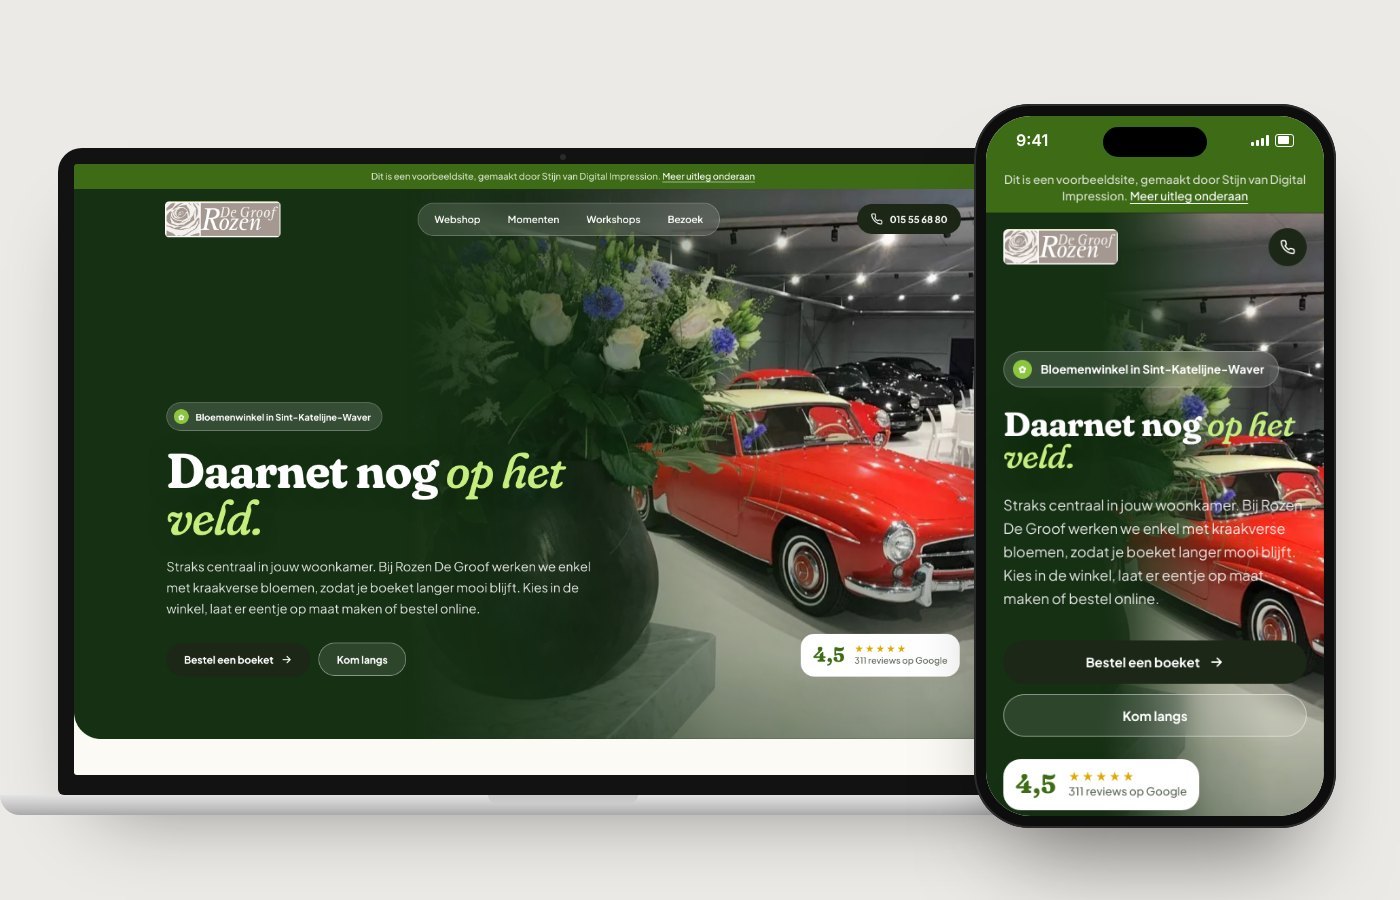 Dit is een voorbeeldsite, gemaakt door Stijn van Digital Impression. Meer uitleg onderaan
De Groof
Rozen
Webshop
Momenten
Workshops
Bezoek
015 55 68 80
Bloemenwinkel in Sint-Katelijne-Waver
Daarnet nog op het
veld.
Straks centraal in jouw woonkamer. Bij Rozen De Groof werken we enkel
met kraakverse bloemen, zodat je boeket langer mooi blijft. Kies in de
winkel, laat er eentje op maat maken of bestel online.
Bestel een boeket →
Kom langs
4,5
★★★★★
311 reviews op Google
9:41
Dit is een voorbeeldsite, gemaakt door Stijn van Digital
Impression. Meer uitleg onderaan
De Groof
Rozen
Bloemenwinkel in Sint-Katelijne-Waver
Daarnet nog op het
veld.
Straks centraal in jouw woonkamer. Bij Rozen
De Groof werken we enkel met kraakverse
bloemen, zodat je boeket langer mooi blijft.
Kies in de winkel, laat er eentje op maat
maken of bestel online.
Bestel een boeket →
Kom langs
4,5
★★★★★
311 reviews op Google